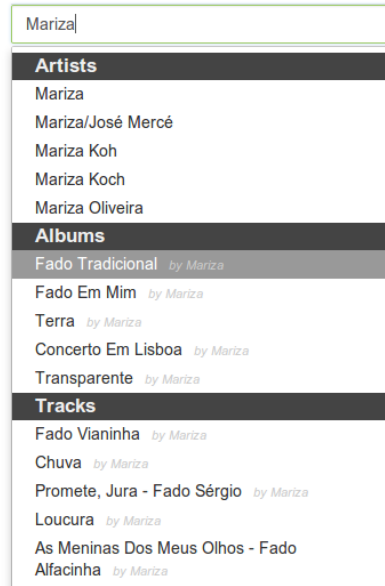 Mariza
Artists
Mariza
Mariza/José Mercé
Mariza Koh
Mariza Koch
Mariza Oliveira
Albums
Fado Tradicional by Mariza
Fado Em Mim by Mariza
Terra by Mariza
Concerto Em Lisboa by Mariza
Transparente by Mariza
Tracks
Fado Vianinha by Mariza
Chuva by Mariza
Promete, Jura - Fado Sérgio by Mariza
Loucura by Mariza
As Meninas Dos Meus Olhos - Fado
Alfacinha by Mariza